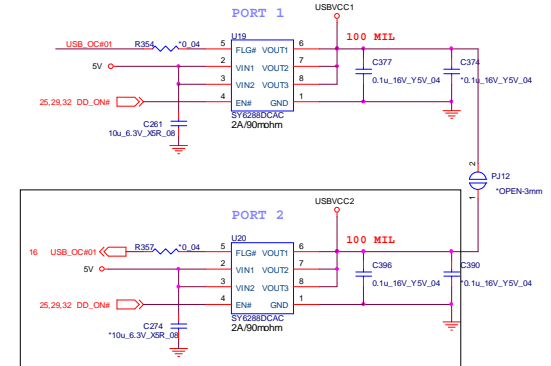 PORT 1
USBVCC1
U19
100 MIL
USB_OC#01 R354 *0_04 5 FLG# VOUT1 6
5V 2 VIN1 VOUT2 7
3 VIN2 VOUT3 8
25,29,32 DD_ON# 4 EN# GND 1
C377
0.1u_16V_Y5V_04
C374
*0.1u_16V_Y5V_04
SY6288DCAC
2A/90mohm
C261
10u_6.3V_X5R_08
2
PJ12
*OPEN-3mm
1
PORT 2
USBVCC2
U20
100 MIL
16 USB_OC#01 R357 *0_04 5 FLG# VOUT1 6
5V 2 VIN1 VOUT2 7
3 VIN2 VOUT3 8
25,29,32 DD_ON# 4 EN# GND 1
C396
0.1u_16V_Y5V_04
C390
*0.1u_16V_Y5V_04
SY6288DCAC
2A/90mohm
C274
*10u_6.3V_X5R_08